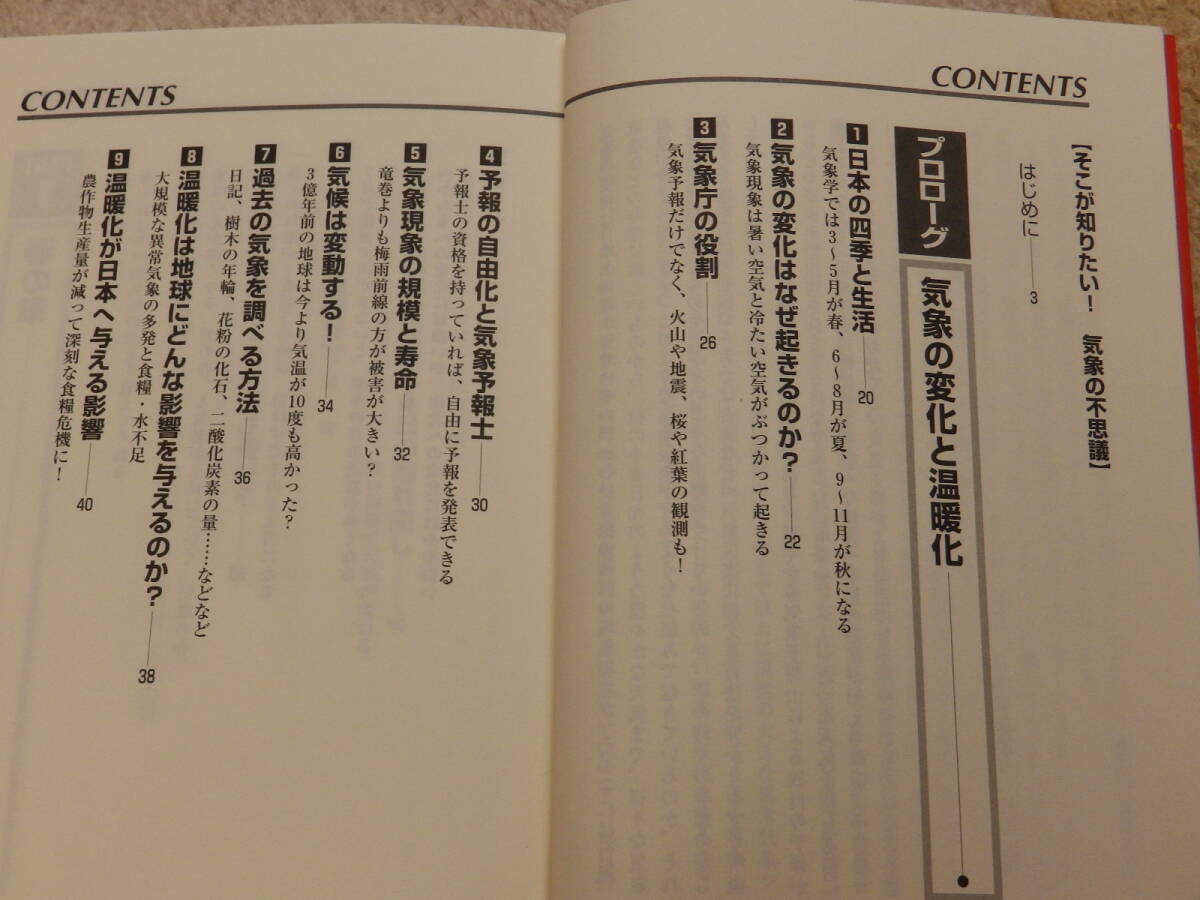 CONTENTS
【そこが知りたい！　気象の不思議】
はじめに――3
プロローグ
気象の変化と温暖化
1 日本の四季と生活――20
気象学では3〜5月が春、6〜8月が夏、9〜11月が秋になる
2 気象の変化はなぜ起きるのか？――22
気象現象は暑い空気と冷たい空気がぶつかって起きる
3 気象庁の役割――26
気象予報だけでなく、火山や地震、桜や紅葉の観測も！
CONTENTS
4 予報の自由化と気象予報士――30
予報士の資格を持っていれば、自由に予報を発表できる
5 気象現象の規模と寿命――32
竜巻よりも梅雨前線の方が被害が大きい？
6 気候は変動する！――34
3億年前の地球は今より気温が10度も高かった？
7 過去の気象を調べる方法――36
日記、樹木の年輪、花粉の化石、二酸化炭素の量……などなど
8 温暖化は地球にどんな影響を与えるのか？――38
大規模な異常気象の多発と食糧・水不足
9 温暖化が日本へ与える影響――40
農作物生産量が減って深刻な食糧危機に！